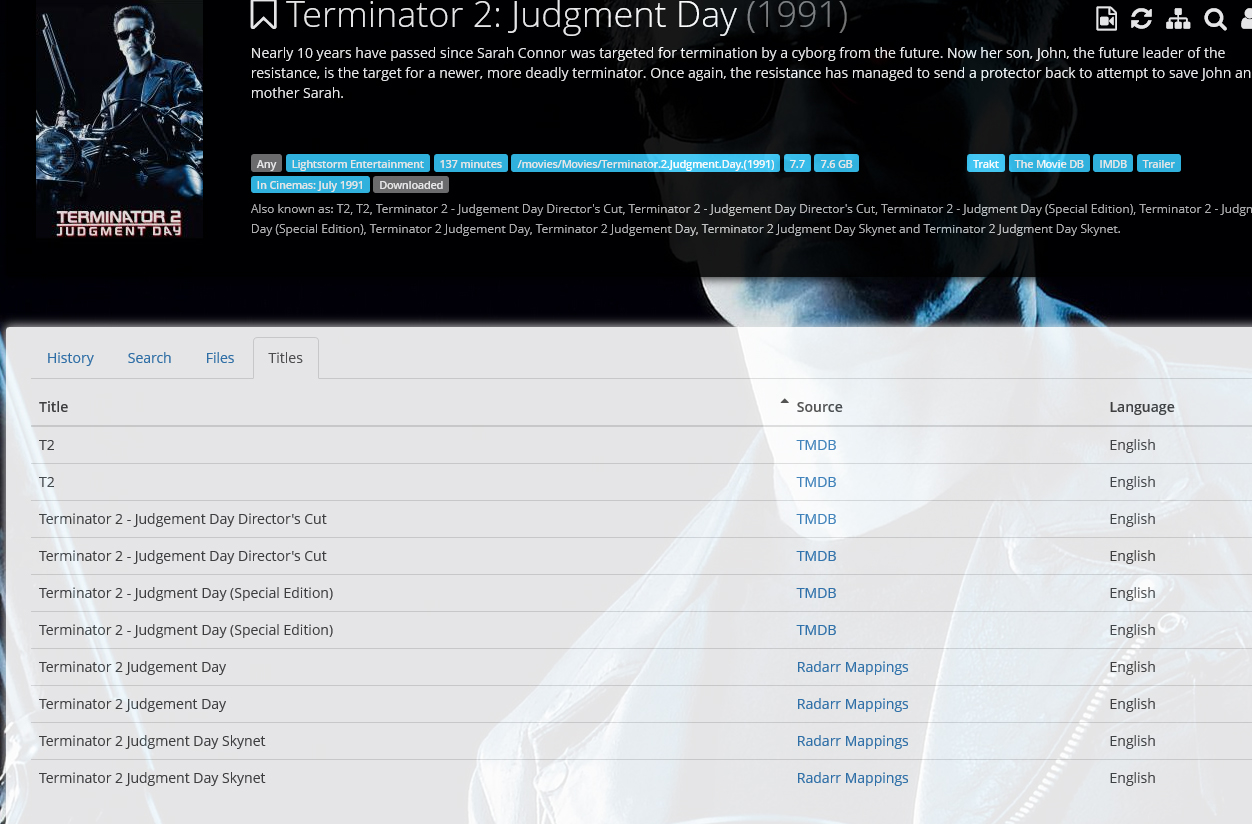 Terminator 2: Judgment Day (1991)
Nearly 10 years have passed since Sarah Connor was targeted for termination by a cyborg from the future. Now her son, John, the future leader of the
resistance, is the target for a newer, more deadly terminator. Once again, the resistance has managed to send a protector back to attempt to save John an
mother Sarah.
Any Lightstorm Entertainment 137 minutes /movies/Movies/Terminator.2.Judgment.Day.(1991) 7.7 7.6 GB Trakt The Movie DB IMDB Trailer
In Cinemas: July 1991 Downloaded
Also known as: T2, T2, Terminator 2 - Judgement Day Director's Cut, Terminator 2 - Judgement Day Director's Cut, Terminator 2 - Judgment Day (Special Edition), Terminator 2 - Judgm
Day (Special Edition), Terminator 2 Judgement Day, Terminator 2 Judgement Day, Terminator 2 Judgment Day Skynet and Terminator 2 Judgment Day Skynet.
TERMINATOR 2
JUDGMENT DAY
History Search Files Titles
Title Source Language
T2 TMDB English
T2 TMDB English
Terminator 2 - Judgement Day Director's Cut TMDB English
Terminator 2 - Judgement Day Director's Cut TMDB English
Terminator 2 - Judgment Day (Special Edition) TMDB English
Terminator 2 - Judgment Day (Special Edition) TMDB English
Terminator 2 Judgement Day Radarr Mappings English
Terminator 2 Judgement Day Radarr Mappings English
Terminator 2 Judgment Day Skynet Radarr Mappings English
Terminator 2 Judgment Day Skynet Radarr Mappings English